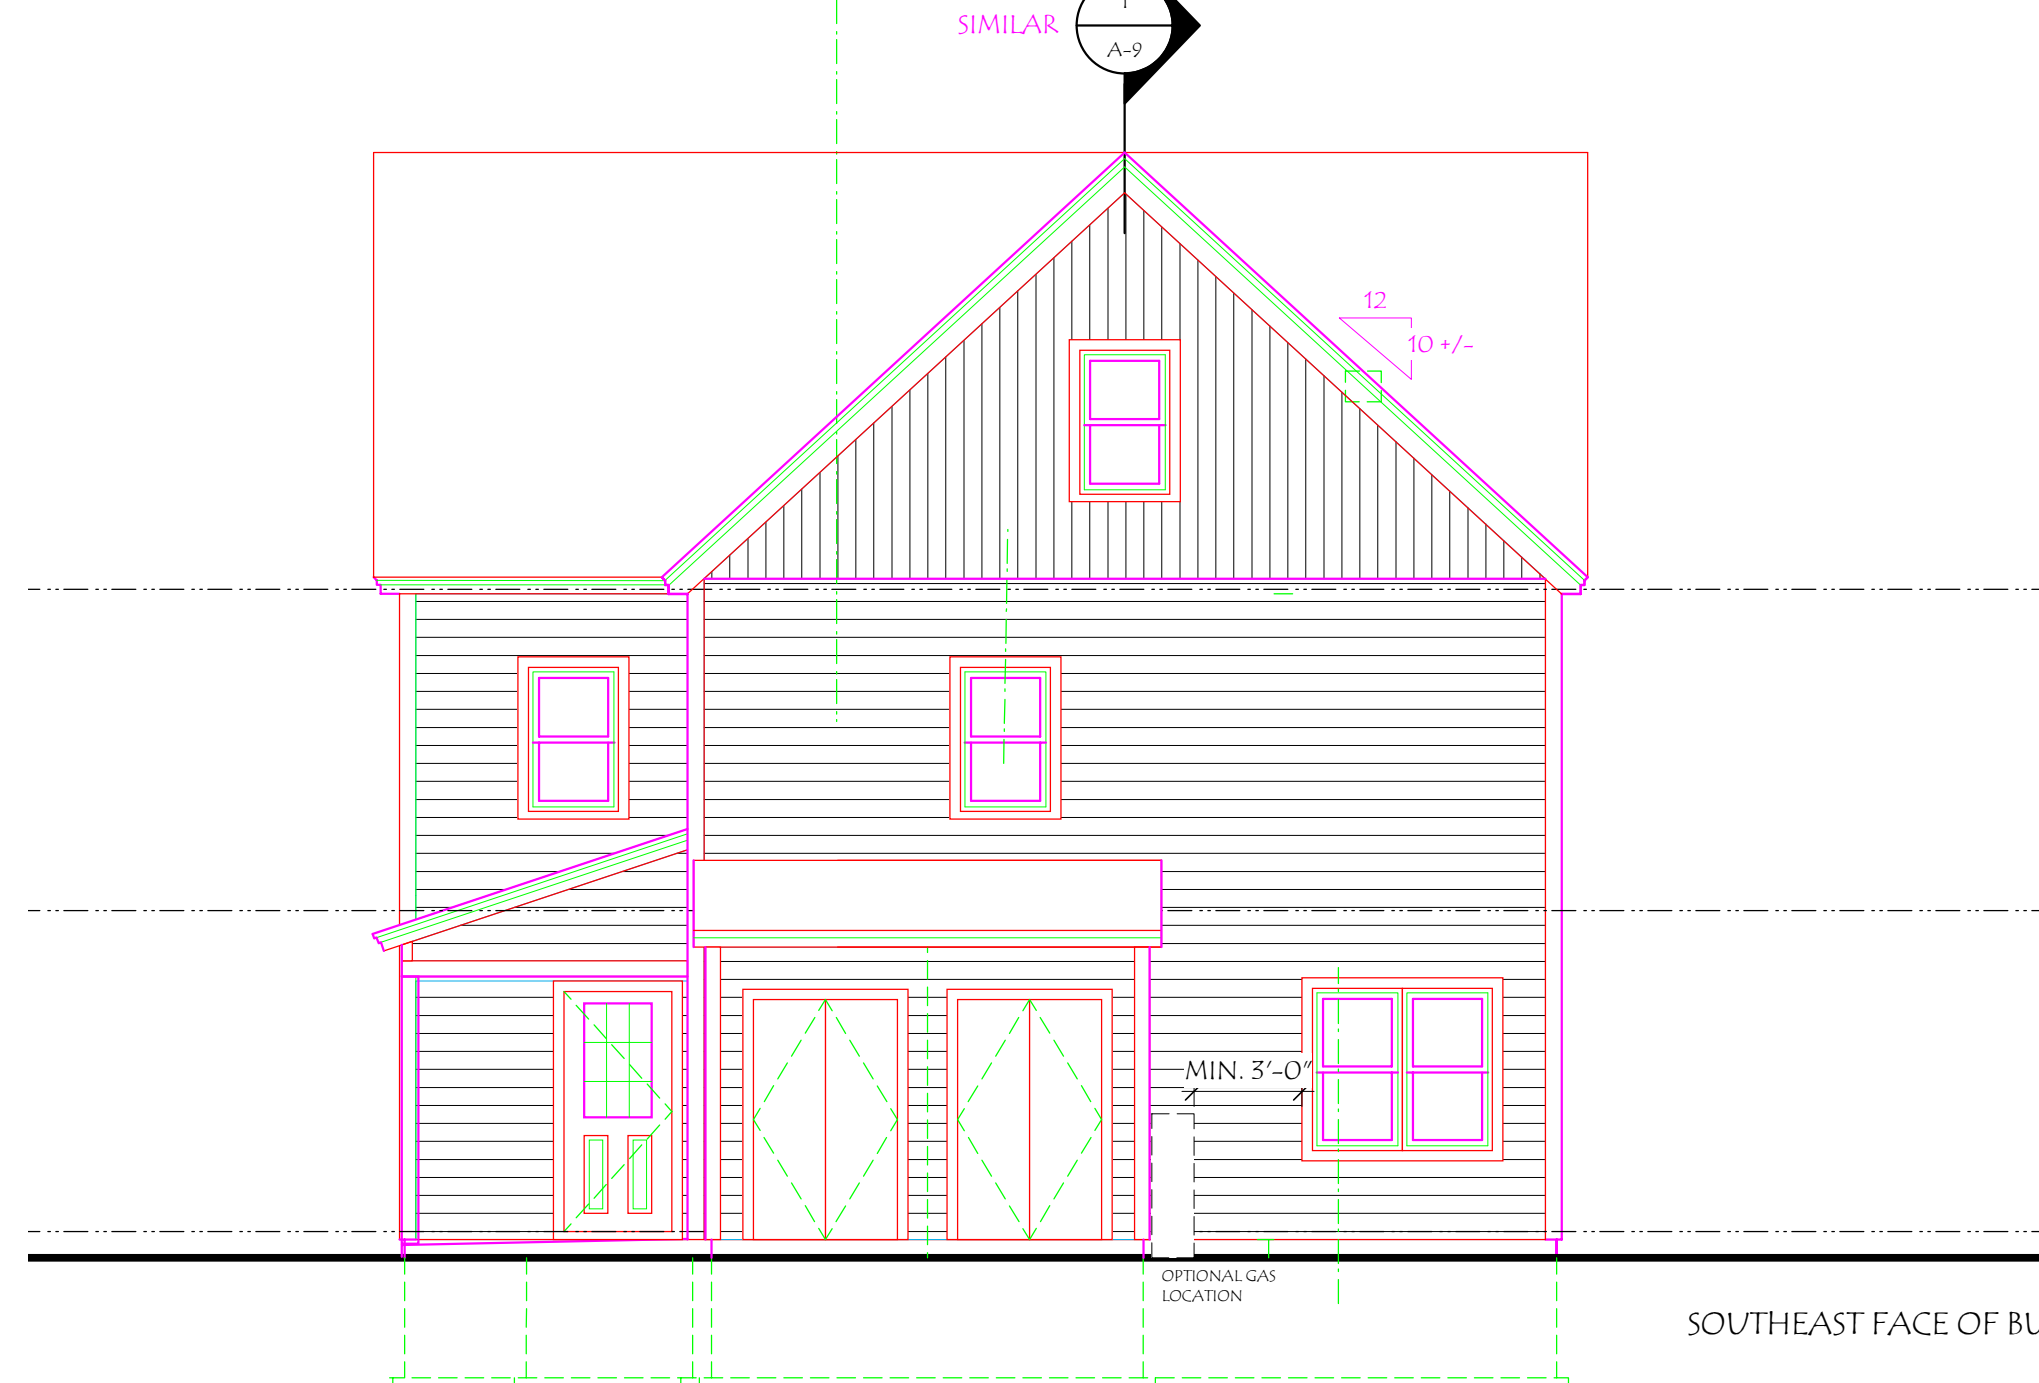 SIMILAR
A-9
12
10 +/-
MIN. 3'-0"
OPTIONAL GAS
LOCATION
SOUTHEAST FACE OF BU